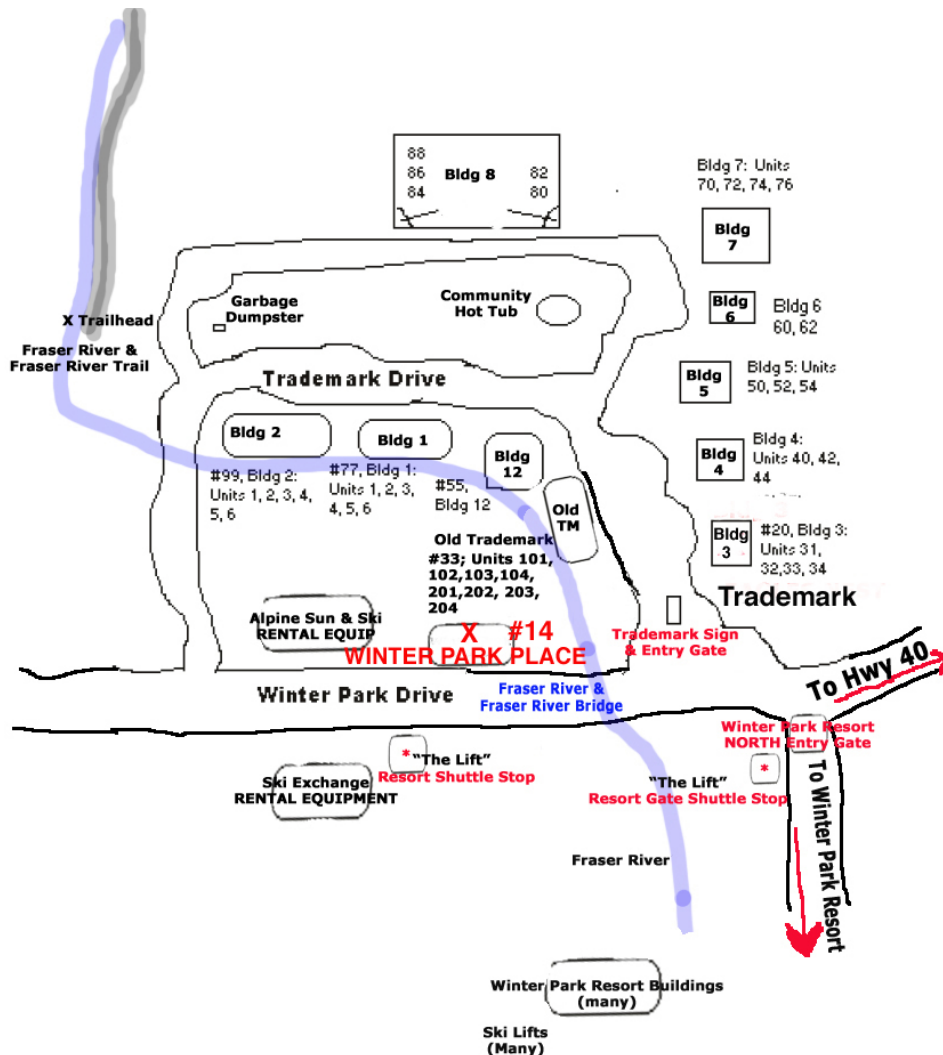 88
86
84
Bldg 8
82
80
Bldg 7: Units
70, 72, 74, 76
Bldg
7
Garbage
Dumpster
Community
Hot Tub
Bldg
6
Bldg 6
60, 62
X Trailhead
Fraser River &
Fraser River Trail
Trademark Drive
Bldg
5
Bldg 5: Units
50, 52, 54
Bldg 2
Bldg 1
Bldg
12
Bldg
4
Bldg 4:
Units 40, 42,
44
#99, Bldg 2:
Units 1, 2, 3, 4,
5, 6
#77, Bldg 1:
Units 1, 2, 3,
4, 5, 6
#55,
Bldg 12
Old
TM
Bldg
3
#20, Bldg 3:
Units 31,
32,33, 34
Old Trademark
#33; Units 101,
102,103,104,
201,202, 203,
204
Trademark
Alpine Sun & Ski
RENTAL EQUIP
X #14
WINTER PARK PLACE
Trademark Sign
& Entry Gate
To Hwy 40
Winter Park Drive
Fraser River &
Fraser River Bridge
Winter Park Resort
NORTH Entry Gate
* "The Lift"
Resort Shuttle Stop
Ski Exchange
RENTAL EQUIPMENT
"The Lift" *
Resort Gate Shuttle Stop
To Winter Park Resort
Fraser River
Winter Park Resort Buildings
(many)
Ski Lifts
(Many)